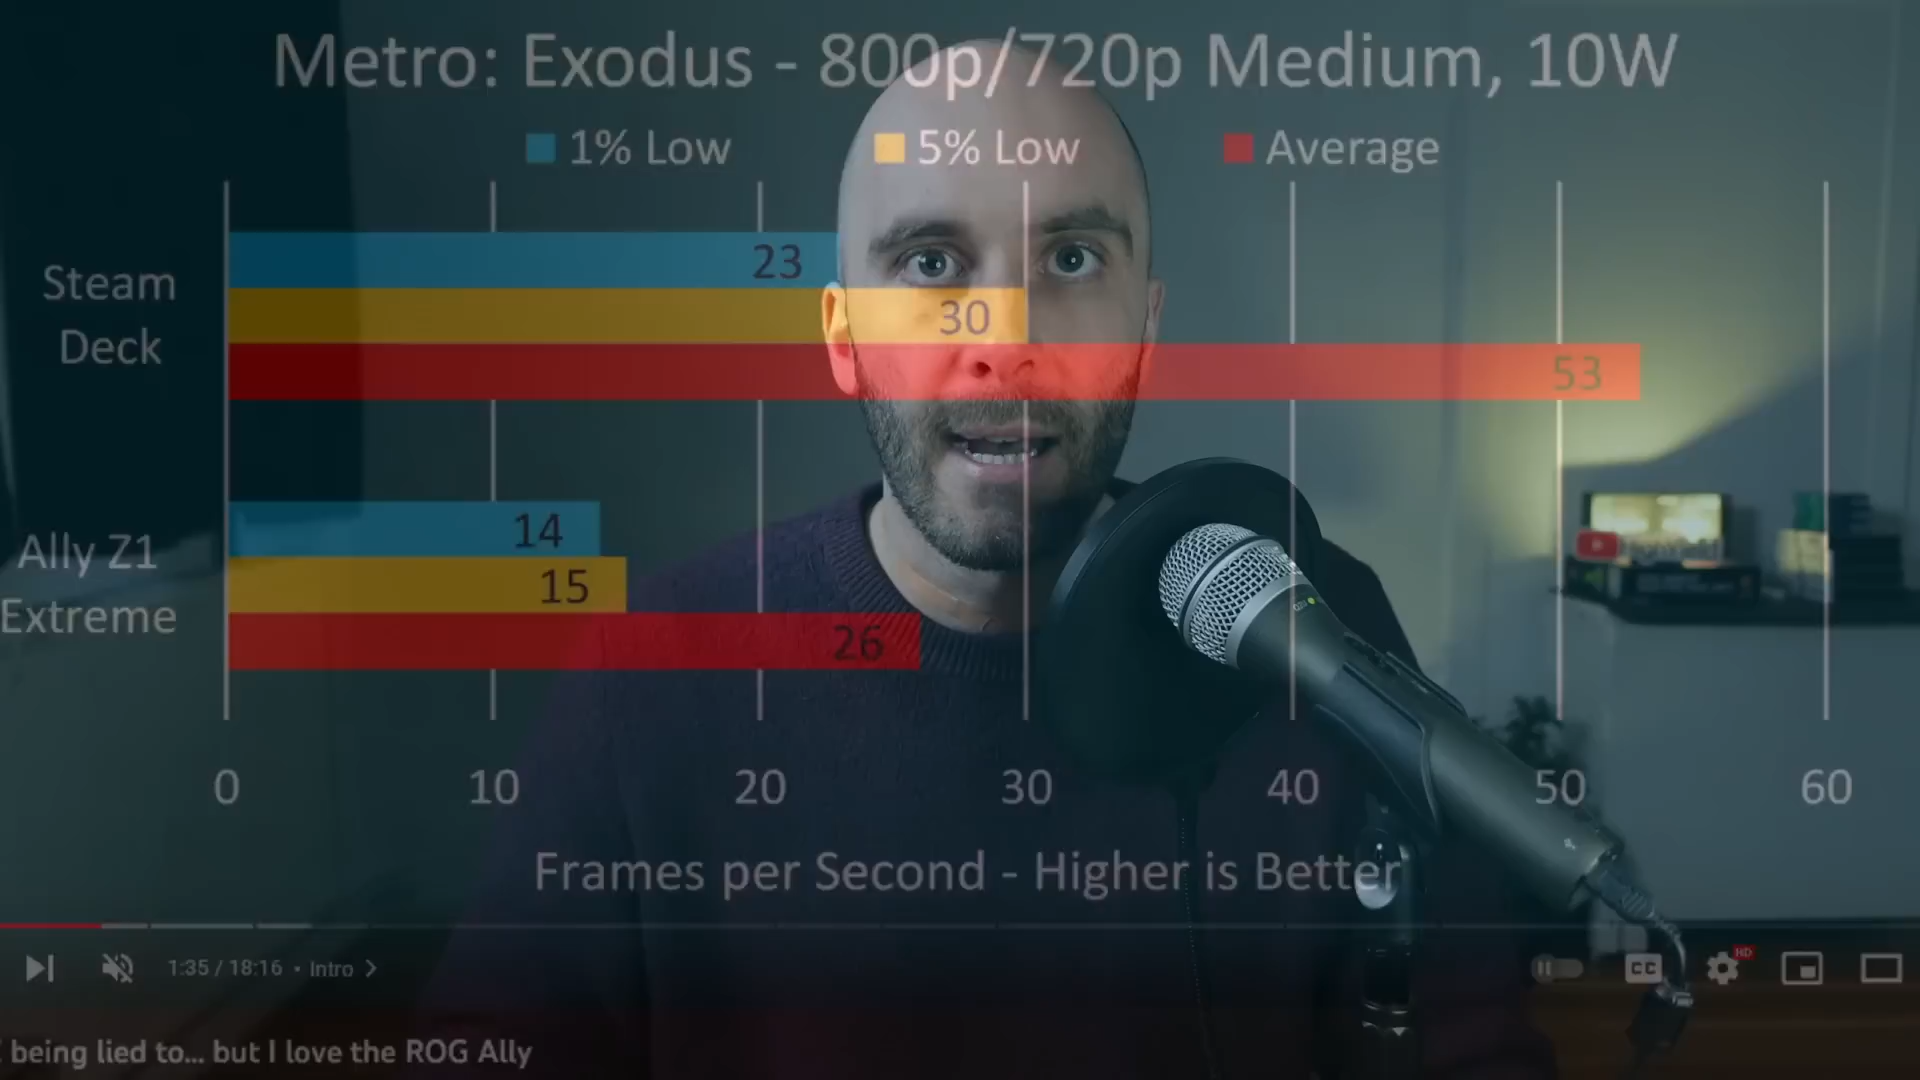 Metro: Exodus - 800p/720p Medium, 10W
1% Low 5% Low Average
Steam
Deck
23
30
53
Ally Z1
Extreme
14
15
26
0 10 20 30 40 50 60
Frames per Second - Higher is Better
1:35 / 18:16 • Intro
CC HD
being lied to... but I love the ROG Ally